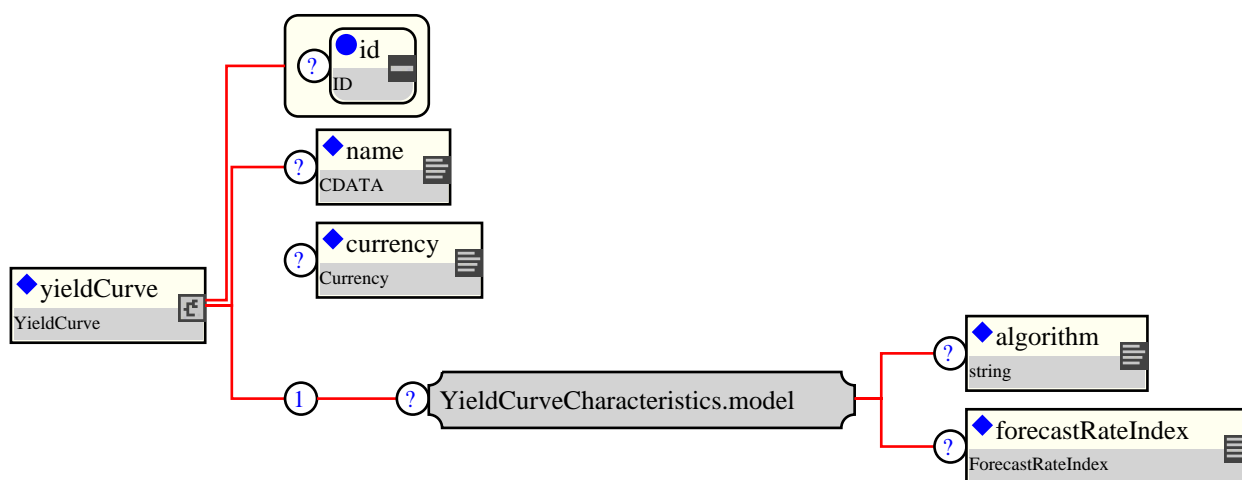 ?
id
ID
?
name
CDATA
?
currency
Currency
yieldCurve
YieldCurve
1
?
YieldCurveCharacteristics.model
?
algorithm
string
?
forecastRateIndex
ForecastRateIndex